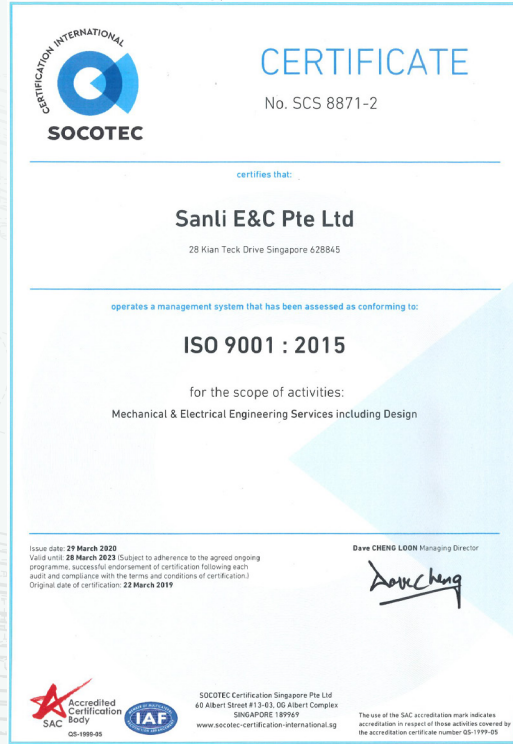 CERTIFICATION INTERNATIONAL
SOCOTEC
CERTIFICATE
No. SCS 8871-2
certifies that:
Sanli E&C Pte Ltd
28 Kian Teck Drive Singapore 628845
operates a management system that has been assessed as conforming to:
ISO 9001 : 2015
for the scope of activities:
Mechanical & Electrical Engineering Services including Design
Issue date: 29 March 2020
Valid until: 28 March 2023 (Subject to adherence to the agreed ongoing
programme, successful endorsement of certification following each
audit and compliance with the terms and conditions of certification.)
Original date of certification: 22 March 2019
Dave CHENG LOON Managing Director
Dave Cheng
SAC
Accredited
Certification
Body
QS-1999-05
IAF
SOCOTEC Certification Singapore Pte Ltd
60 Albert Street #13-03, OG Albert Complex
SINGAPORE 189969
www.socotec-certification-international.sg
The use of the SAC accreditation mark indicates
accreditation in respect of those activities covered by
the accreditation certificate number QS-1999-05